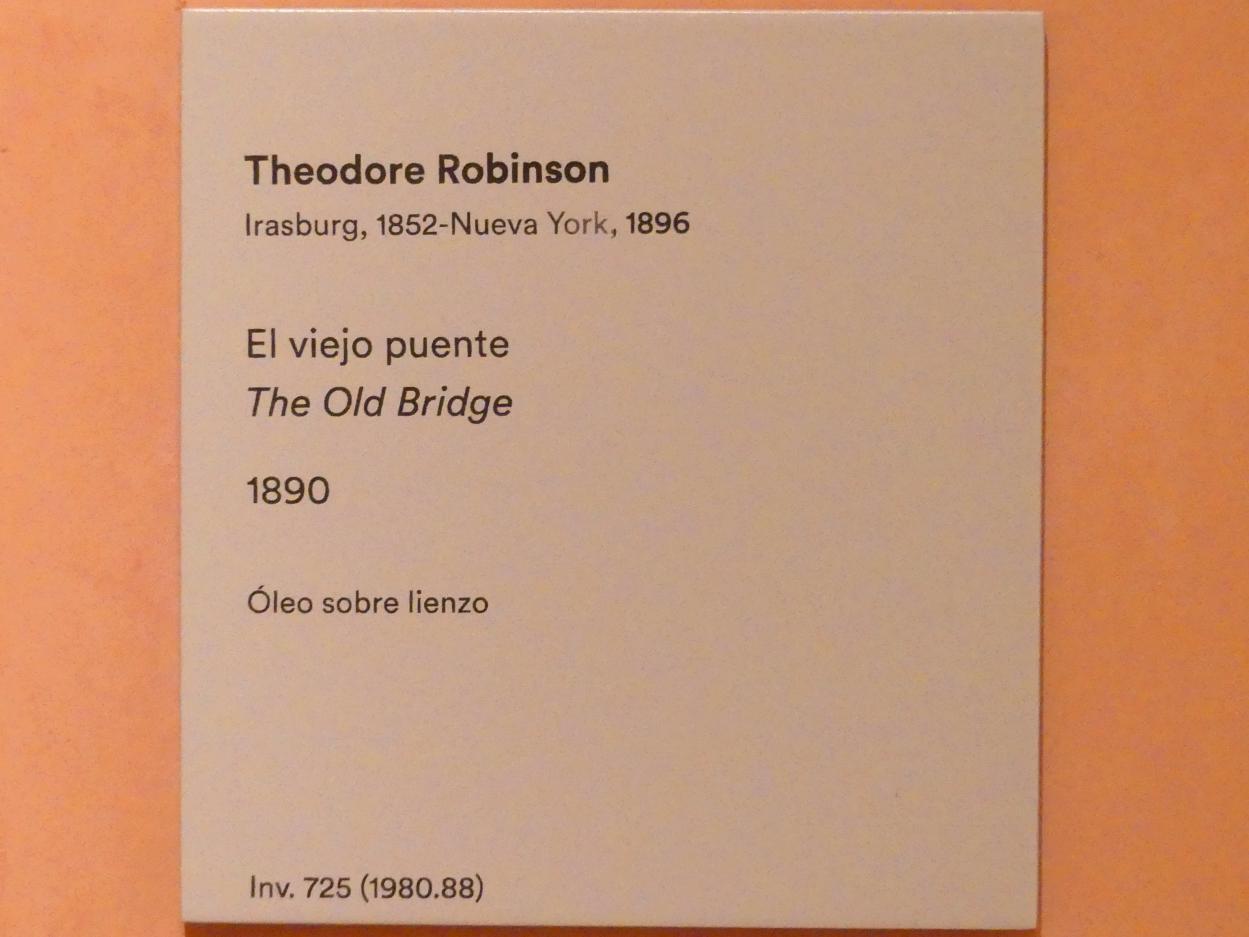 Theodore Robinson
Irasburg, 1852-Nueva York, 1896
El viejo puente
The Old Bridge
1890
Óleo sobre lienzo
Inv. 725 (1980.88)